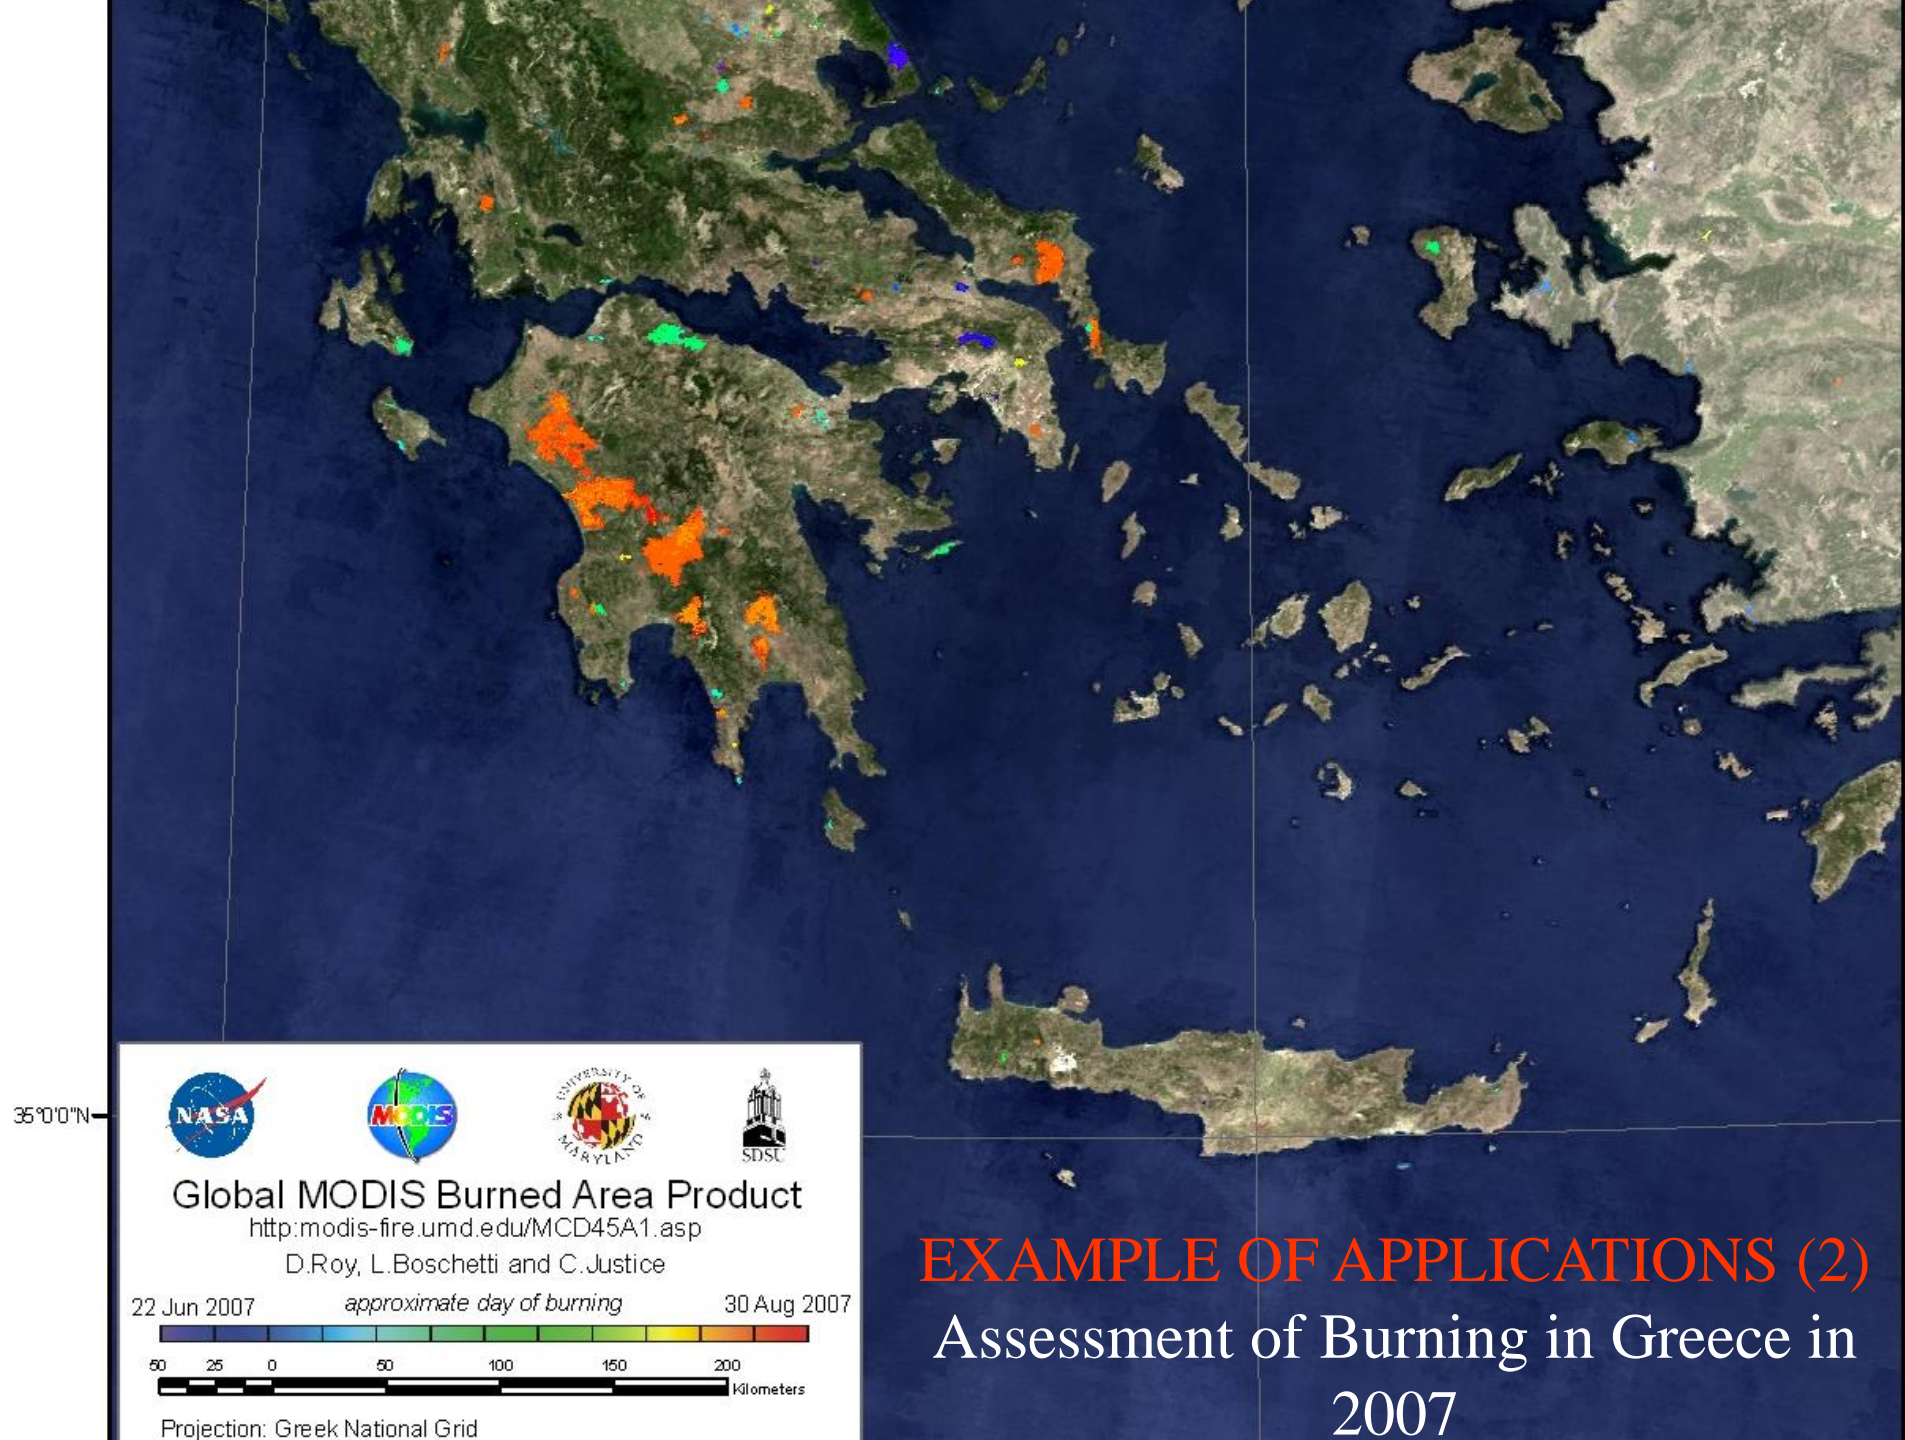 35°0'0"N
NASA
MODIS
UNIVERSITY OF
MARYLAND
SDSU
Global MODIS Burned Area Product
http:modis-fire.umd.edu/MCD45A1.asp
D.Roy, L.Boschetti and C.Justice
22 Jun 2007 approximate day of burning 30 Aug 2007
50 25 0 50 100 150 200
Kilometers
Projection: Greek National Grid
EXAMPLE OF APPLICATIONS (2)
Assessment of Burning in Greece in
2007